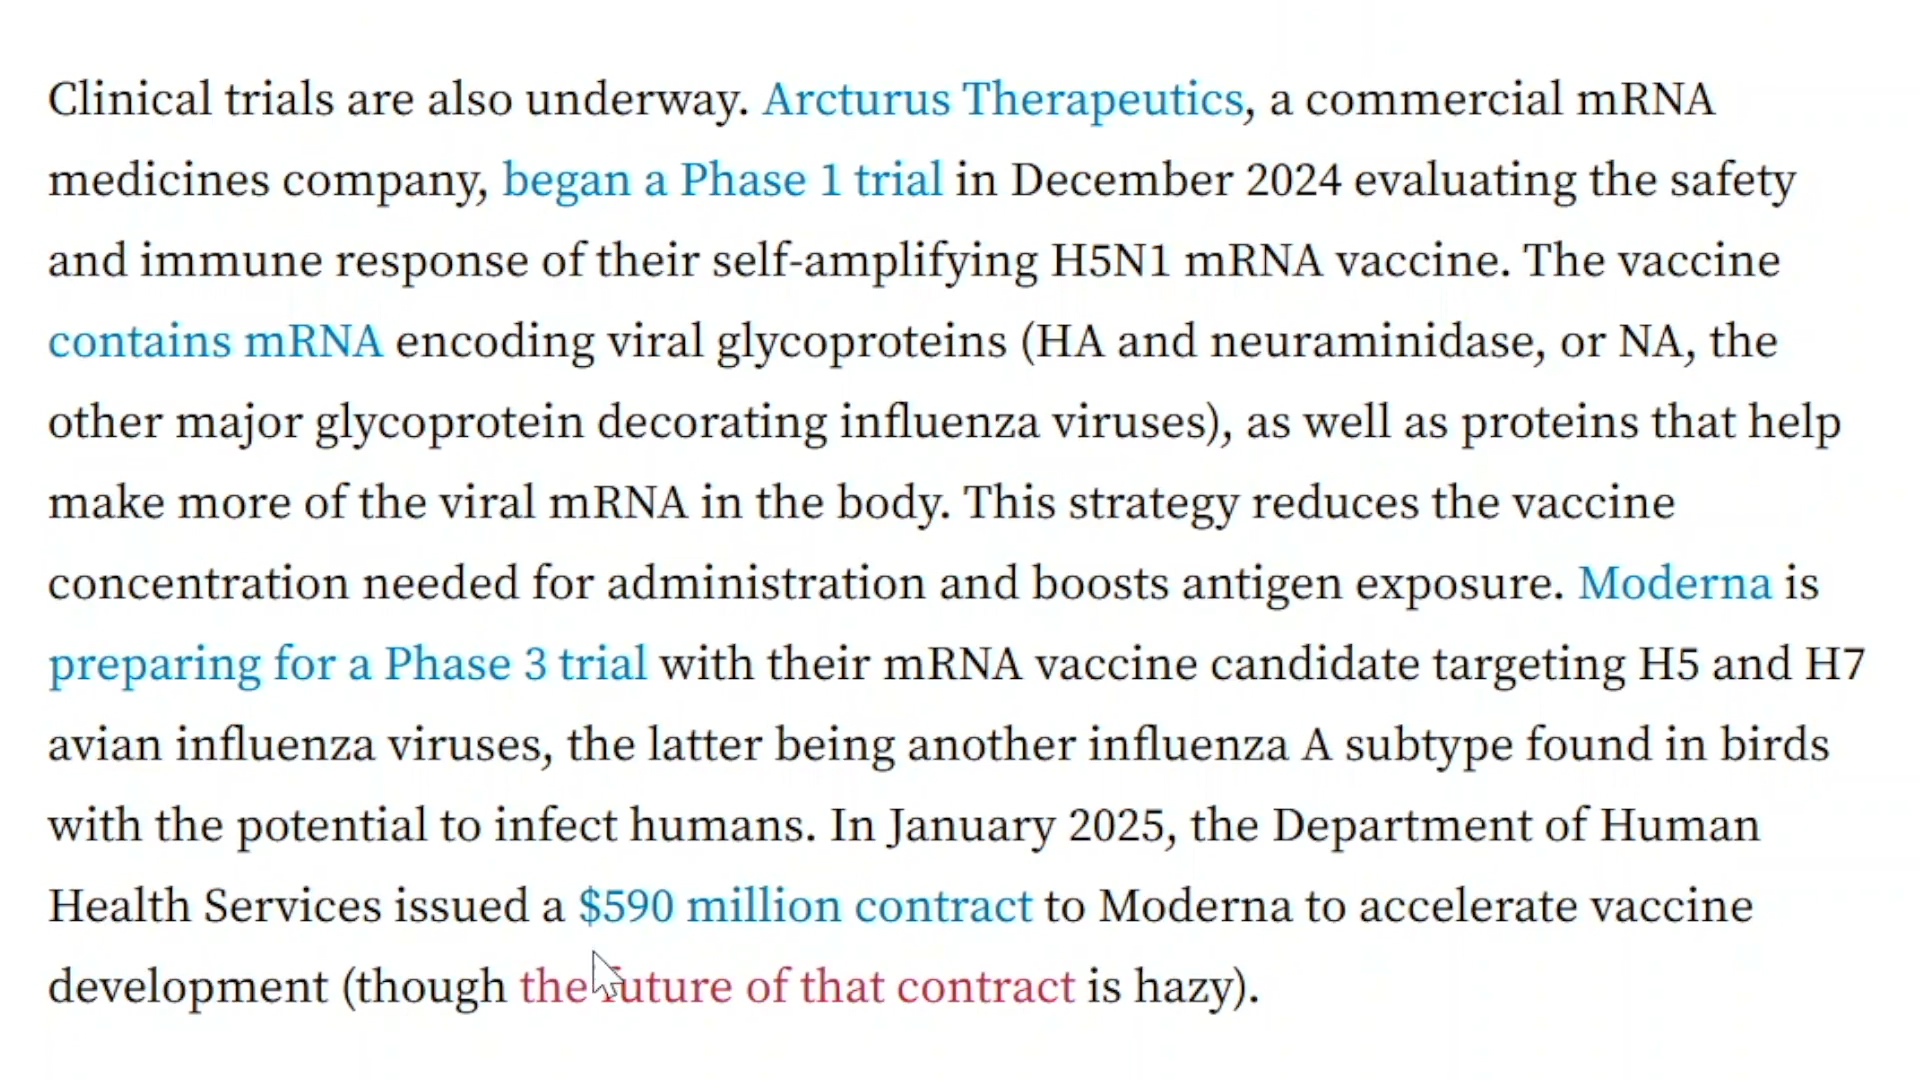 Clinical trials are also underway. Arcturus Therapeutics, a commercial mRNA
medicines company, began a Phase 1 trial in December 2024 evaluating the safety
and immune response of their self-amplifying H5N1 mRNA vaccine. The vaccine
contains mRNA encoding viral glycoproteins (HA and neuraminidase, or NA, the
other major glycoprotein decorating influenza viruses), as well as proteins that help
make more of the viral mRNA in the body. This strategy reduces the vaccine
concentration needed for administration and boosts antigen exposure. Moderna is
preparing for a Phase 3 trial with their mRNA vaccine candidate targeting H5 and H7
avian influenza viruses, the latter being another influenza A subtype found in birds
with the potential to infect humans. In January 2025, the Department of Human
Health Services issued a $590 million contract to Moderna to accelerate vaccine
development (though the future of that contract is hazy).